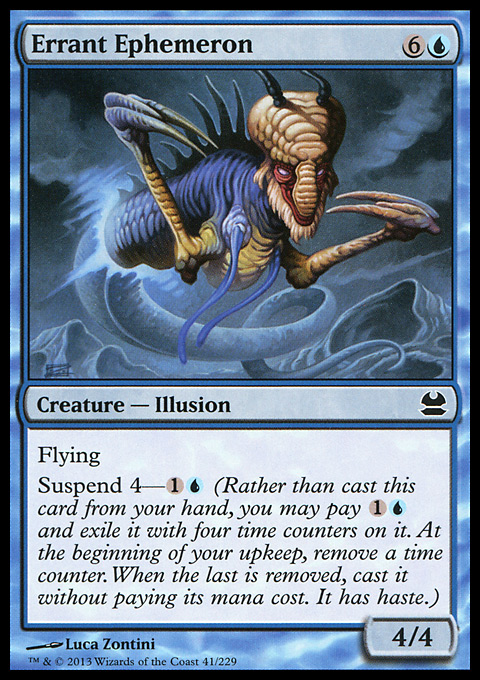 Errant Ephemeron 6
Creature — Illusion
Flying
Suspend 4—1 (Rather than cast this
card from your hand, you may pay 1
and exile it with four time counters on it. At
the beginning of your upkeep, remove a time
counter. When the last is removed, cast it
without paying its mana cost. It has haste.)
4/4
Luca Zontini
™ & © 2013 Wizards of the Coast 41/229